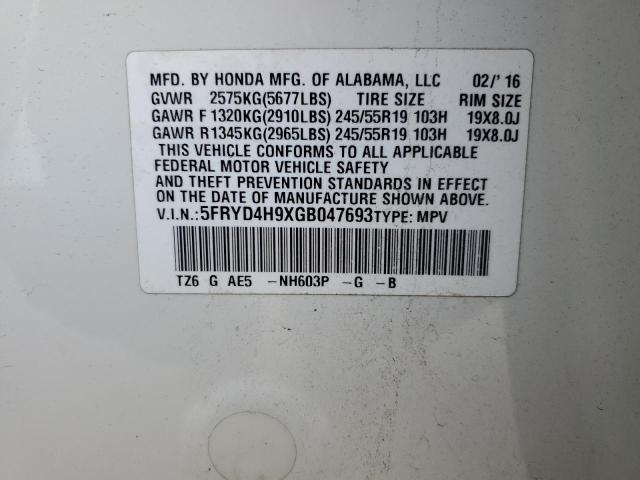 MFD. BY HONDA MFG. OF ALABAMA, LLC 02/'16
GVWR 2575KG(5677LBS) TIRE SIZE RIM SIZE
GAWR F 1320KG(2910LBS) 245/55R19 103H 19X8.0J
GAWR R1345KG(2965LBS) 245/55R19 103H 19X8.0J
THIS VEHICLE CONFORMS TO ALL APPLICABLE
FEDERAL MOTOR VEHICLE SAFETY
AND THEFT PREVENTION STANDARDS IN EFFECT
ON THE DATE OF MANUFACTURE SHOWN ABOVE.
V.I.N.:5FRYD4H9XGB047693TYPE: MPV
TZ6 G AE5 -NH603P -G -B